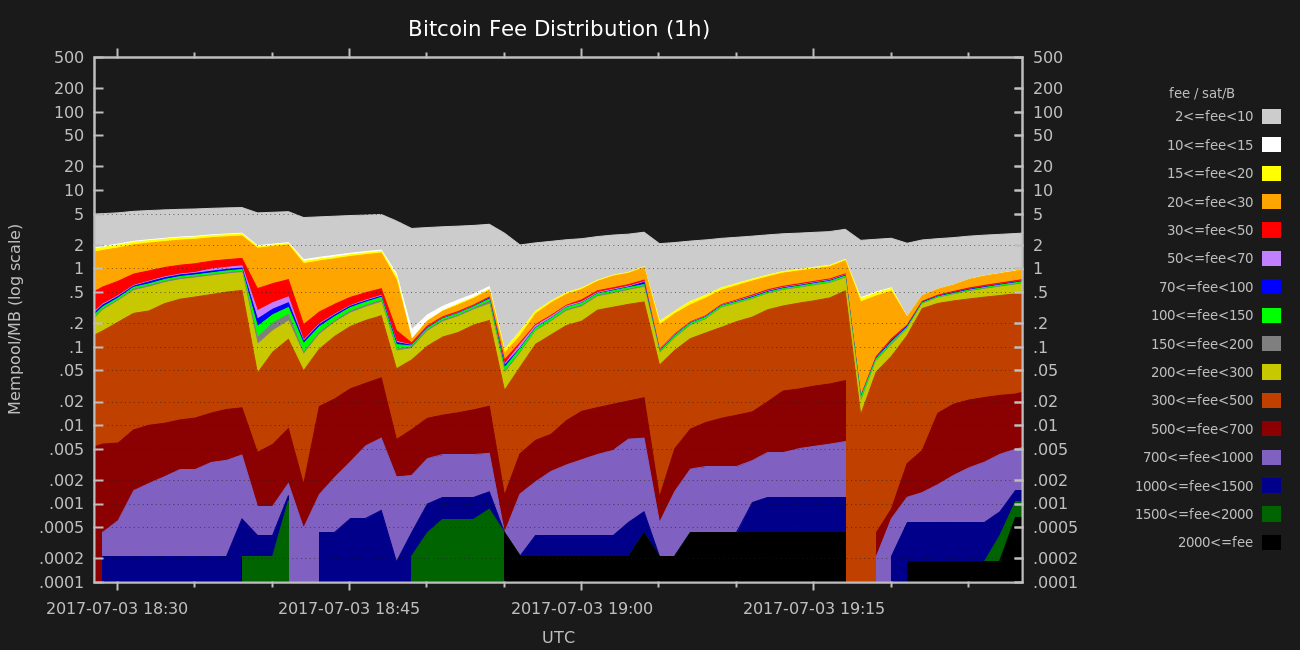 Bitcoin Fee Distribution (1h)
500
200
100
50
20
10
5
2
1
.5
.2
.1
.05
.02
.01
.005
.002
.001
.0005
.0002
.0001
Mempool/MB (log scale)
500
200
100
50
20
10
5
2
1
.5
.2
.1
.05
.02
.01
.005
.002
.001
.0005
.0002
.0001
2017-07-03 18:30
2017-07-03 18:45
2017-07-03 19:00
2017-07-03 19:15
UTC
fee / sat/B
2<=fee<10
10<=fee<15
15<=fee<20
20<=fee<30
30<=fee<50
50<=fee<70
70<=fee<100
100<=fee<150
150<=fee<200
200<=fee<300
300<=fee<500
500<=fee<700
700<=fee<1000
1000<=fee<1500
1500<=fee<2000
2000<=fee